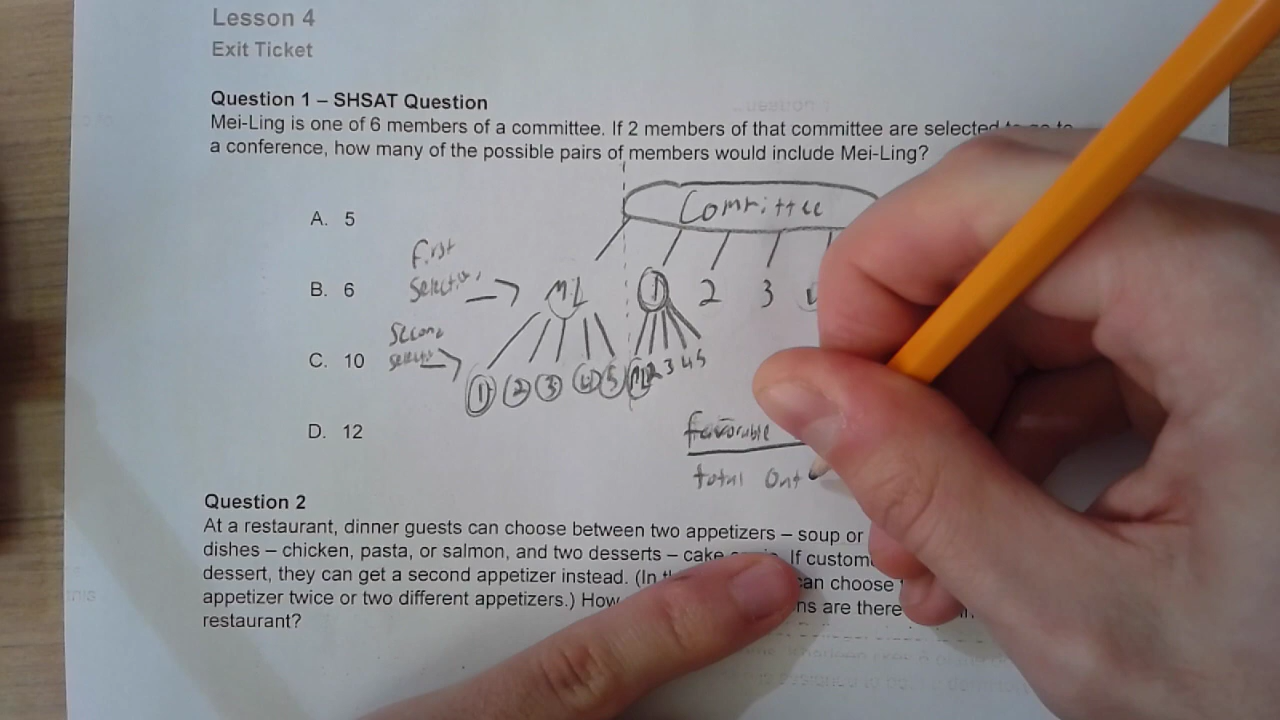 Lesson 4
Exit Ticket
Question 1 – SHSAT Question
Mei-Ling is one of 6 members of a committee. If 2 members of that committee are selected to go to
a conference, how many of the possible pairs of members would include Mei-Ling?
Committee
A. 5
First
Selection
B. 6
ML 1 2 3
Second
C. 10
1 2 3 4 5 ML 2 3 4 5
favorable
D. 12
total Out
Question 2
At a restaurant, dinner guests can choose between two appetizers – soup or
dishes – chicken, pasta, or salmon, and two desserts – cake If
dessert, they can get a second appetizer instead. (In can choose
appetizer twice or two different appetizers.) How are there
restaurant?